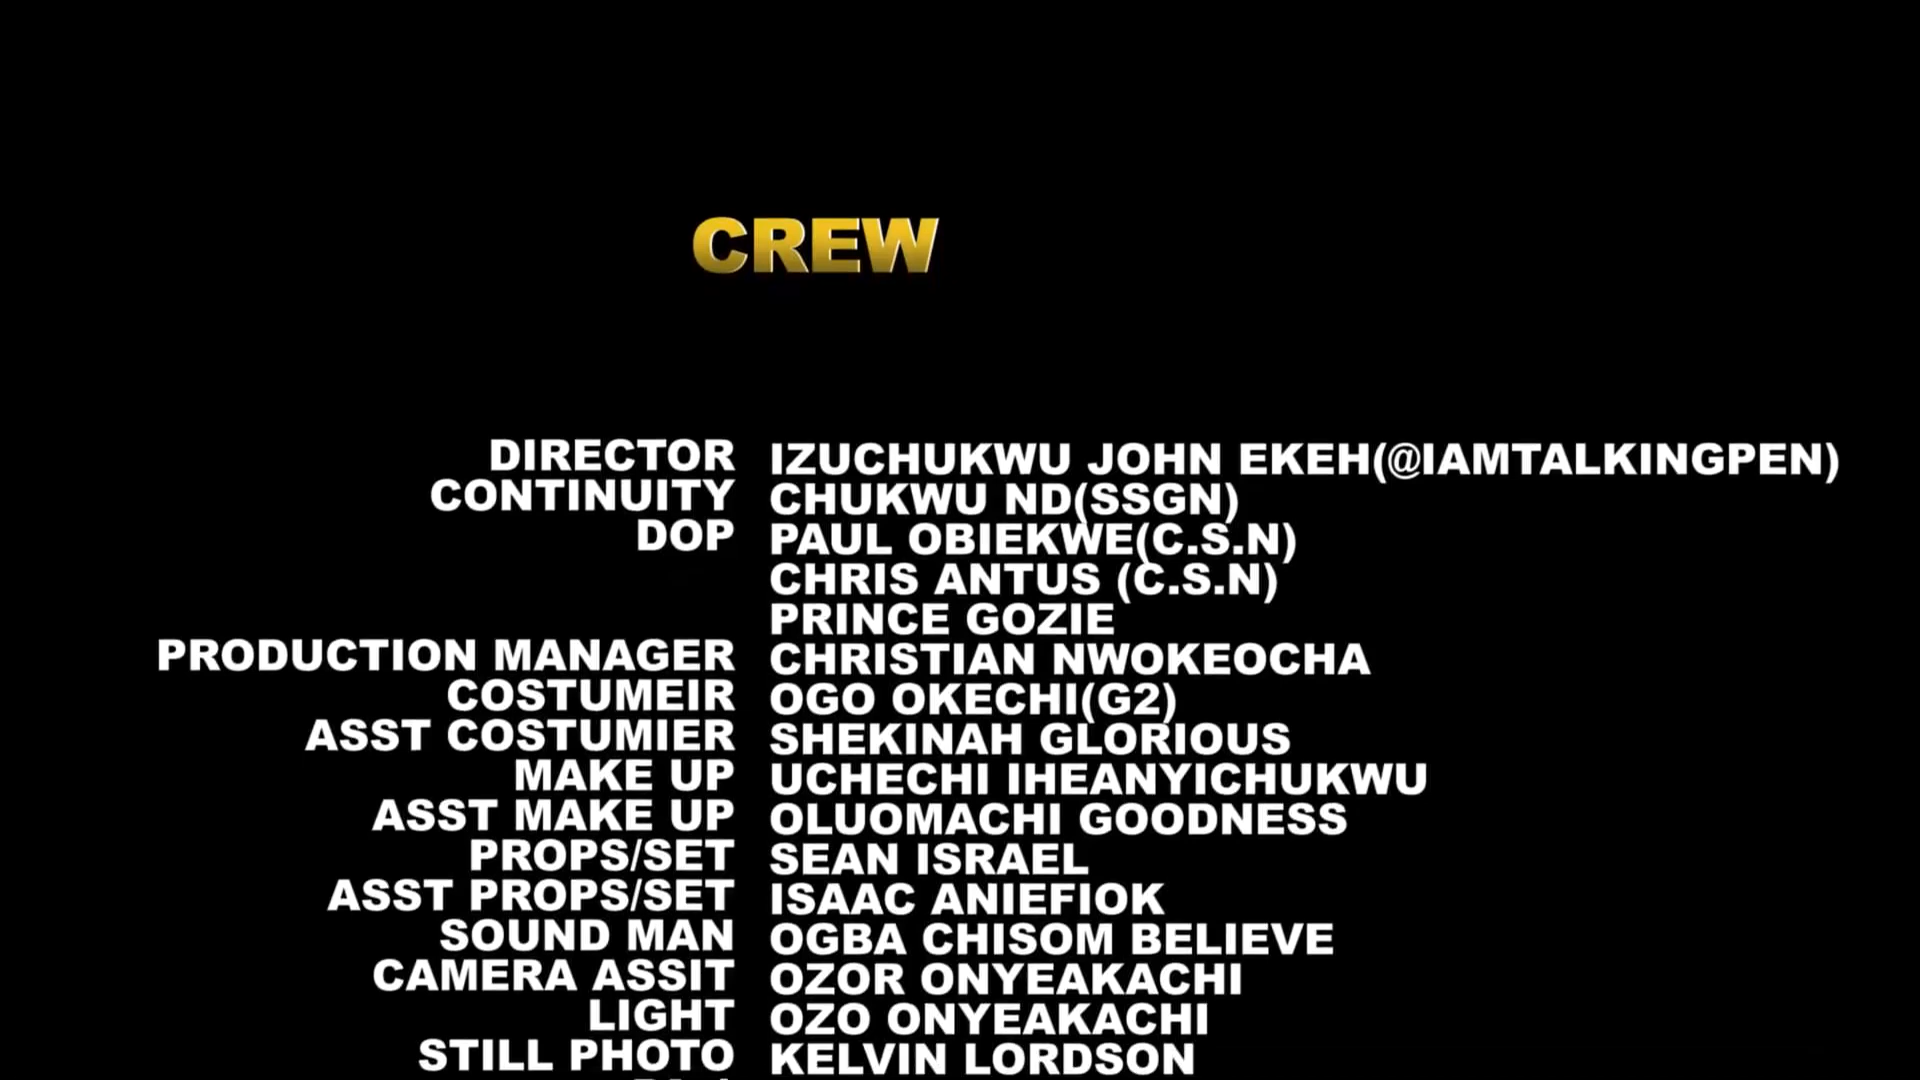 CREW
DIRECTOR IZUCHUKWU JOHN EKEH(@IAMTALKINGPEN)
CONTINUITY CHUKWU ND(SSGN)
DOP PAUL OBIEKWE(C.S.N)
CHRIS ANTUS (C.S.N)
PRINCE GOZIE
PRODUCTION MANAGER CHRISTIAN NWOKEOCHA
COSTUMEIR OGO OKECHI(G2)
ASST COSTUMIER SHEKINAH GLORIOUS
MAKE UP UCHECHI IHEANYICHUKWU
ASST MAKE UP OLUOMACHI GOODNESS
PROPS/SET SEAN ISRAEL
ASST PROPS/SET ISAAC ANIEFIOK
SOUND MAN OGBA CHISOM BELIEVE
CAMERA ASSIT OZOR ONYEAKACHI
LIGHT OZO ONYEAKACHI
STILL PHOTO KELVIN LORDSON